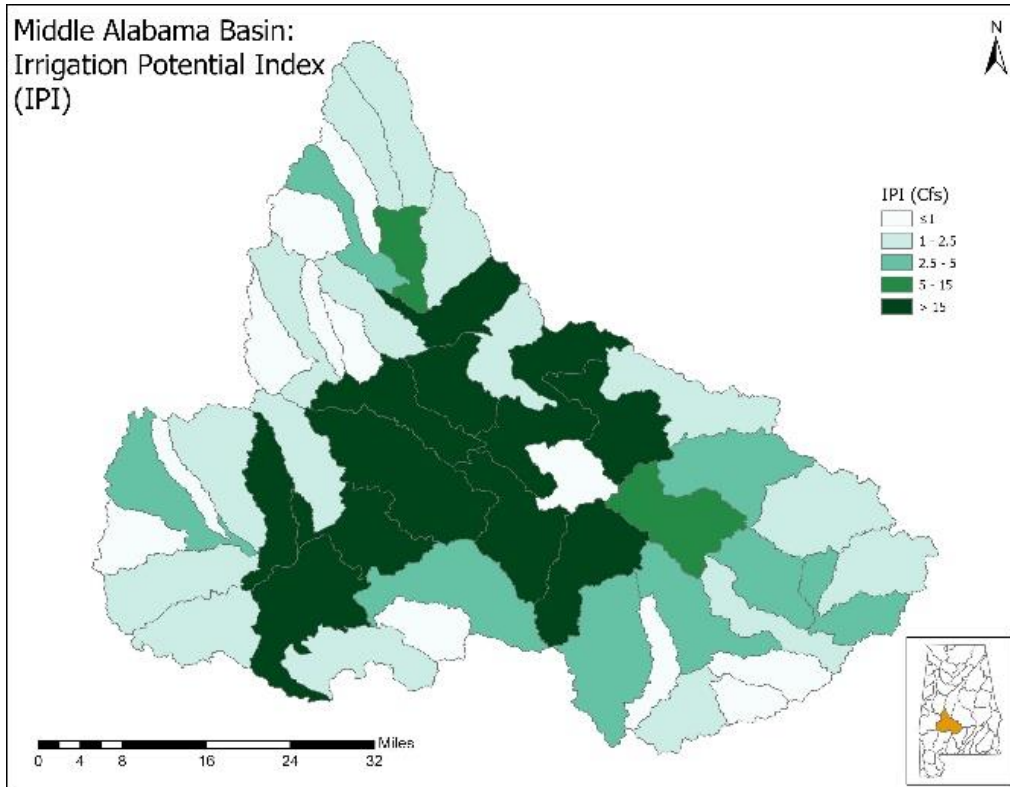 Middle Alabama Basin:
Irrigation Potential Index
(IPI)
N
IPI (Cfs)
≤1
1 - 2.5
2.5 - 5
5 - 15
> 15
Miles
0 4 8 16 24 32